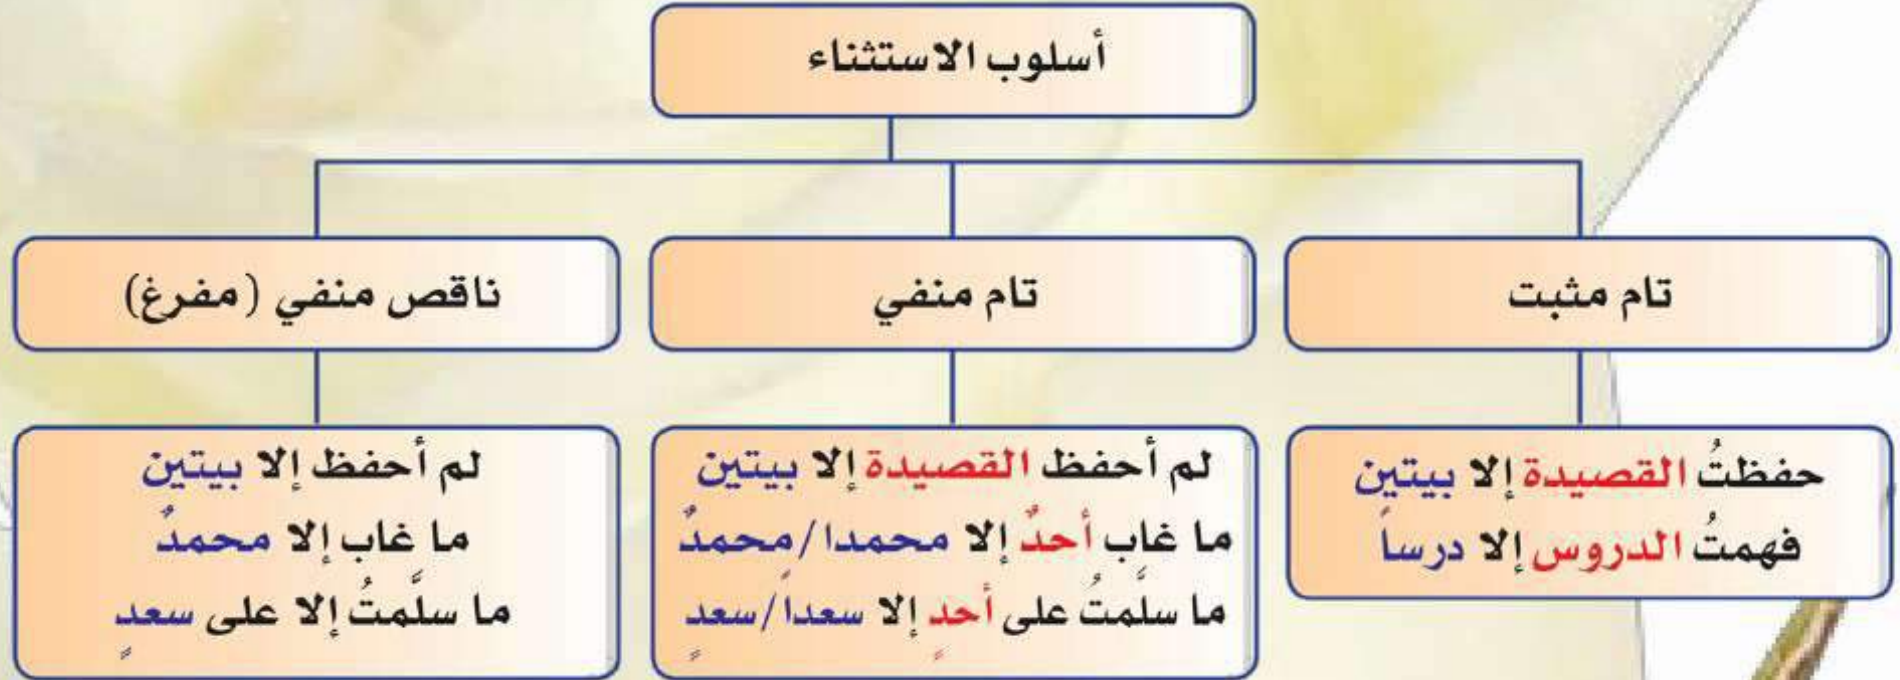 أسلوب الاستثناء
تام مثبت
تام منفي
ناقص منفي (مفرغ)
حفظتُ القصيدة إلا بيتين
فهمتُ الدروس إلا درساً
لم أحفظ القصيدة إلا بيتين
ما غاب أحدٌ إلا محمدا/محمدٌ
ما سلَّمتُ على أحدٍ إلا سعداً/سعدٍ
لم أحفظ إلا بيتين
ما غاب إلا محمدٌ
ما سلَّمتُ إلا على سعدٍ